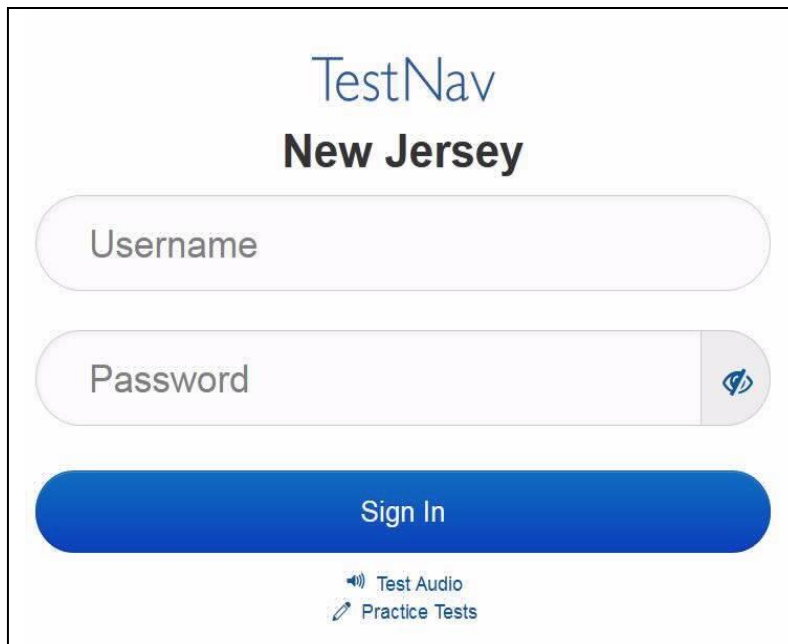 TestNav
New Jersey
Username
Password
Sign In
Test Audio
Practice Tests